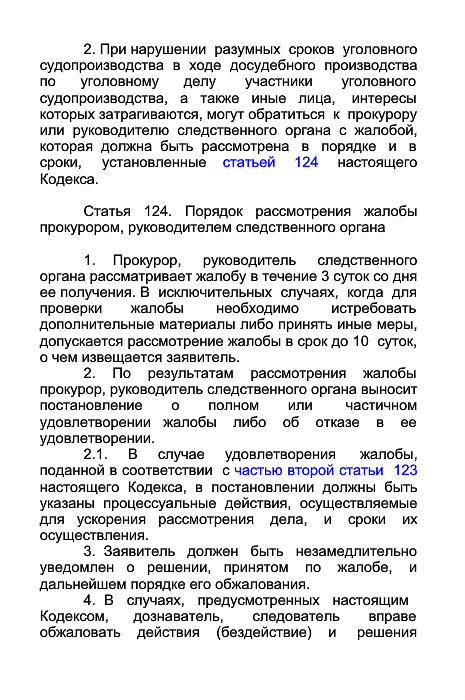 2. При нарушении разумных сроков уголовного
судопроизводства в ходе досудебного производства
по уголовному делу участники уголовного
судопроизводства, а также иные лица, интересы
которых затрагиваются, могут обратиться к прокурору
или руководителю следственного органа с жалобой,
которая должна быть рассмотрена в порядке и в
сроки, установленные статьей 124 настоящего
Кодекса.
Статья 124. Порядок рассмотрения жалобы
прокурором, руководителем следственного органа
1. Прокурор, руководитель следственного
органа рассматривает жалобу в течение 3 суток со дня
ее получения. В исключительных случаях, когда для
проверки жалобы необходимо истребовать
дополнительные материалы либо принять иные меры,
допускается рассмотрение жалобы в срок до 10 суток,
о чем извещается заявитель.
2. По результатам рассмотрения жалобы
прокурор, руководитель следственного органа выносит
постановление о полном или частичном
удовлетворении жалобы либо об отказе в ее
удовлетворении.
2.1. В случае удовлетворения жалобы,
поданной в соответствии с частью второй статьи 123
настоящего Кодекса, в постановлении должны быть
указаны процессуальные действия, осуществляемые
для ускорения рассмотрения дела, и сроки их
осуществления.
3. Заявитель должен быть незамедлительно
уведомлен о решении, принятом по жалобе, и
дальнейшем порядке его обжалования.
4. В случаях, предусмотренных настоящим
Кодексом, дознаватель, следователь вправе
обжаловать действия (бездействие) и решения